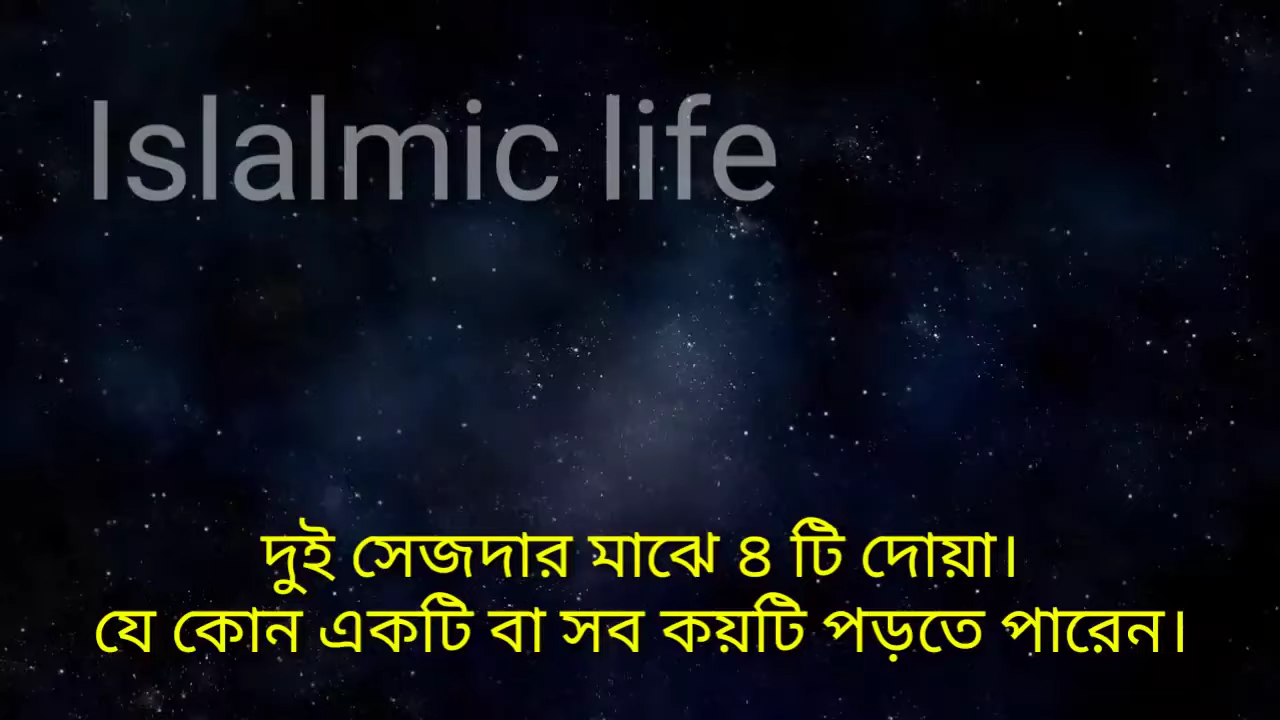 Islalmic life
দুই সেজদার মাঝে ৪ টি দোয়া।
যে কোন একটি বা সব কয়টি পড়তে পারেন।